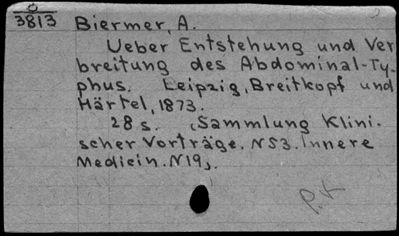 0
3813 Biermer, A.
Ueber Entstehung und Ver
breitung des Abdominal-Ty-
phus. Leipzig, Breitkopf und
Härtel, 1873.
28 s. (Sammlung Klini-
scher Vorträge. N53. Innere
Medicin. N19).
P.K